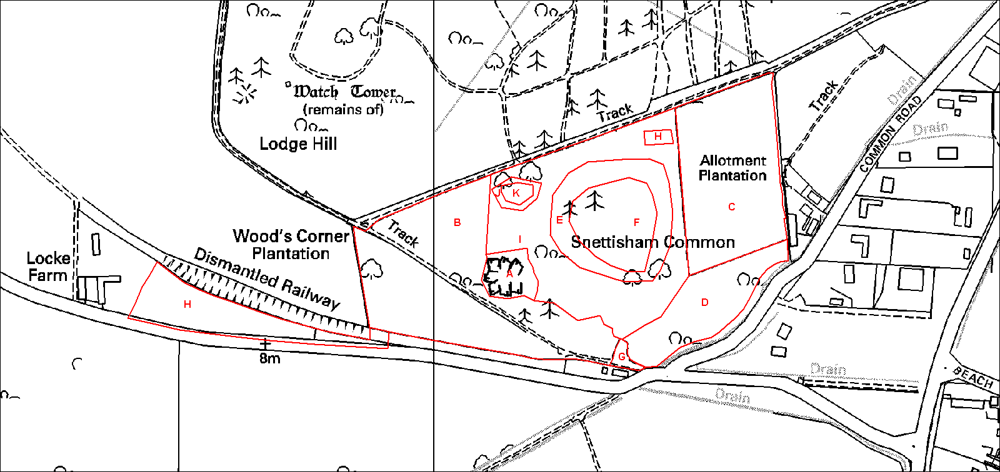 Watch Tower
(remains of)
Lodge Hill
Track
H
Drain
COMMON ROAD
Track
Drain
Allotment
Plantation
J
K
C
B
E
F
I
Snettisham Common
Track
Wood's Corner
Plantation
Locke
Farm
Dismantled Railway
A
H
D
8m
G
Drain
BEACH
Drain